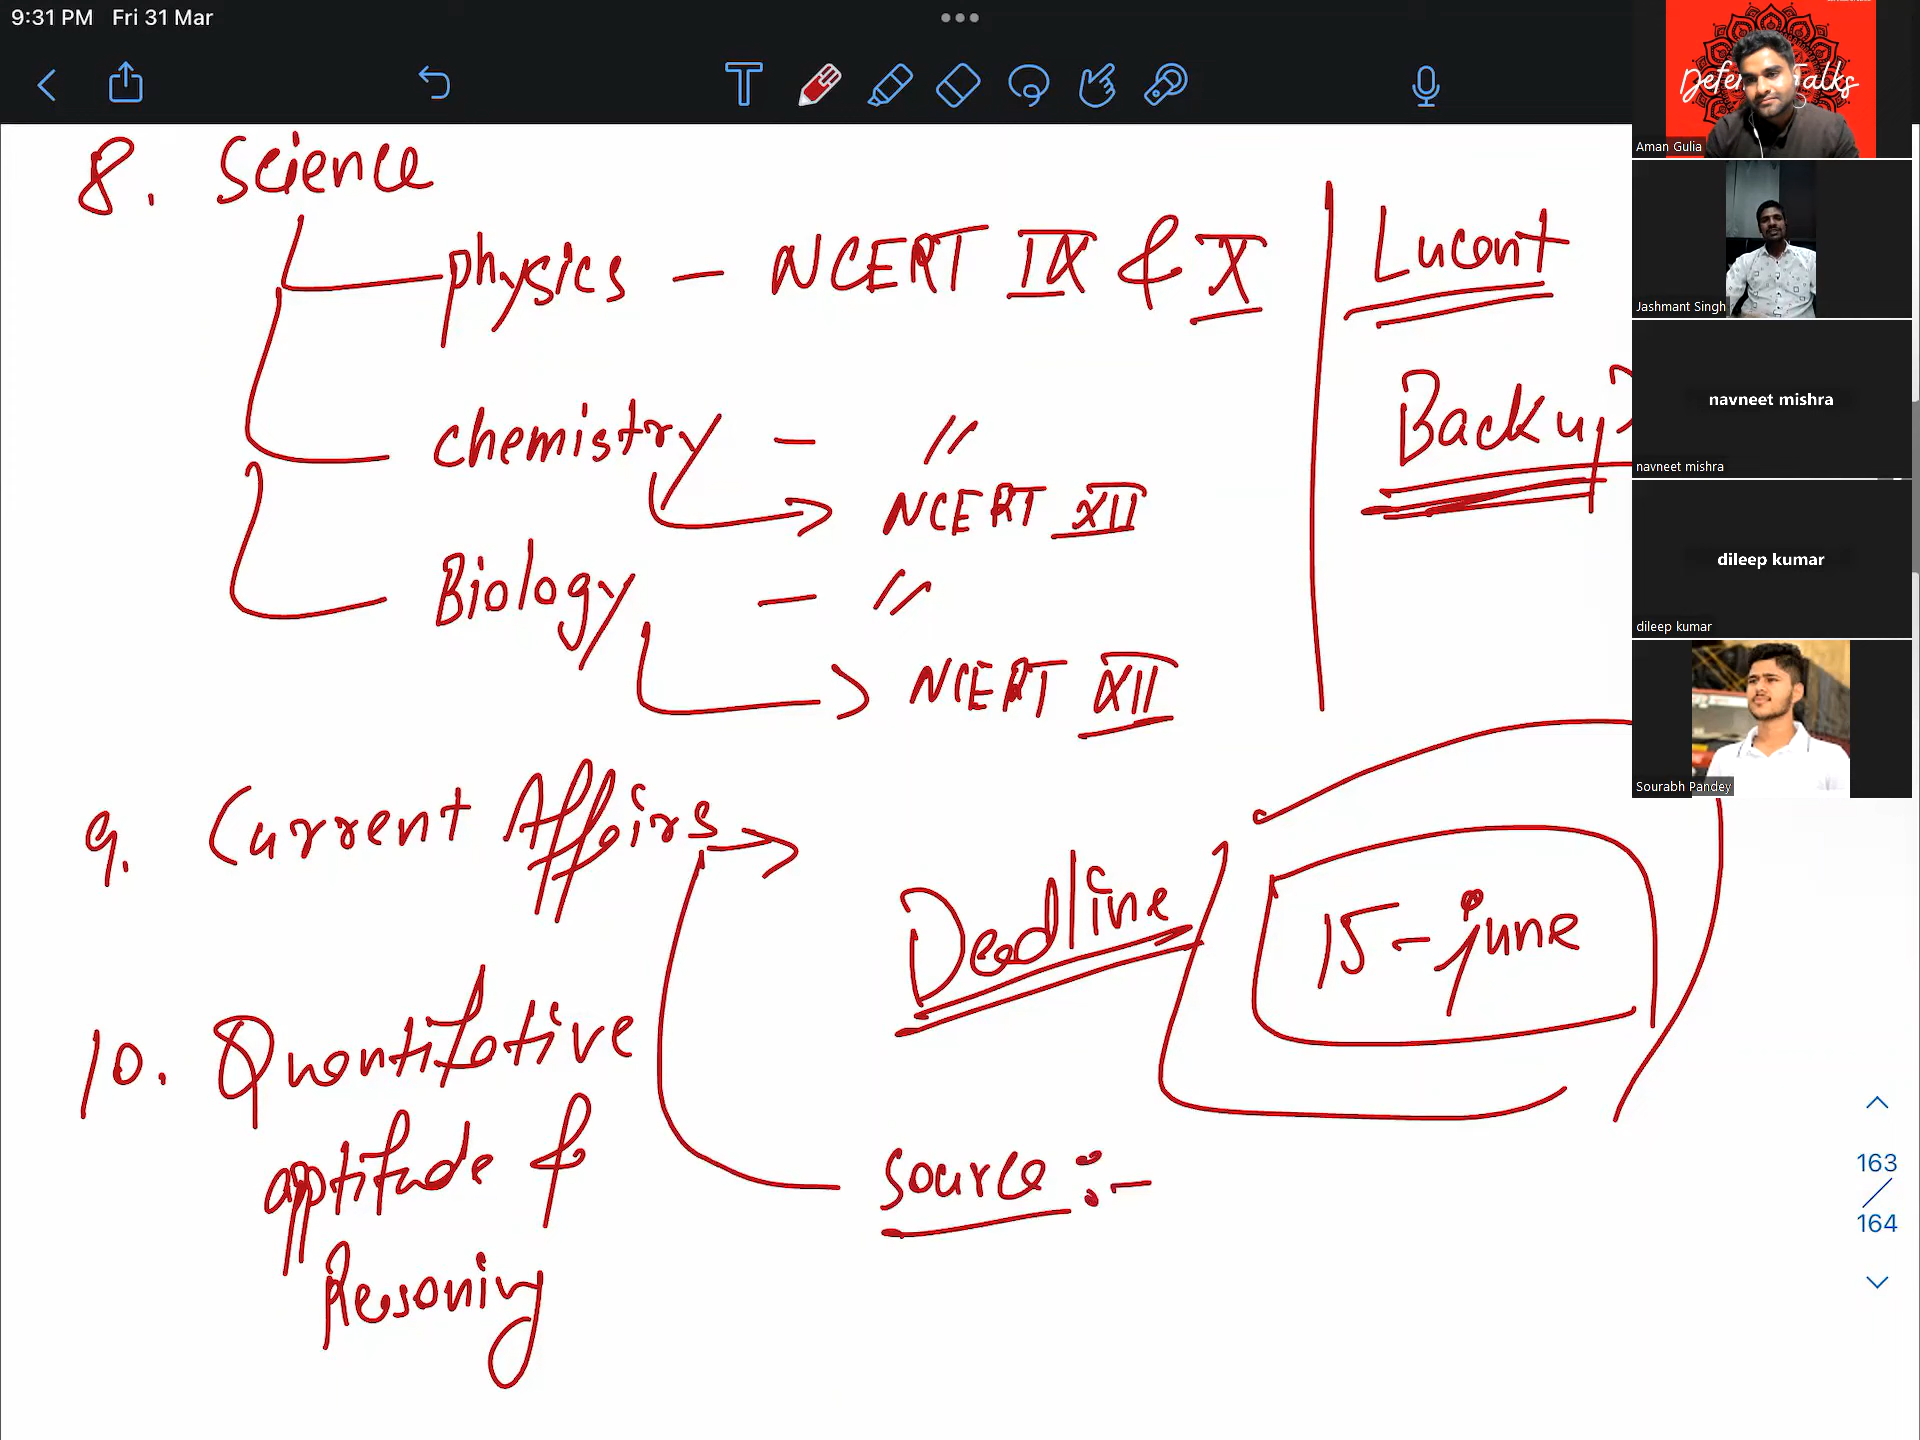 9:31 PM Fri 31 Mar
8. Science
physics - NCERT IX & X
Lucent
Backup
chemistry - "
NCERT XII
Biology - "
NCERT XII
9. Current Affairs →
Deadline
15-june
10. Quantitative
aptitude &
Reasoning
source :-
Aman Gulia
Jashmant Singh
navneet mishra
navneet mishra
dileep kumar
dileep kumar
Sourabh Pandey
163
/
164